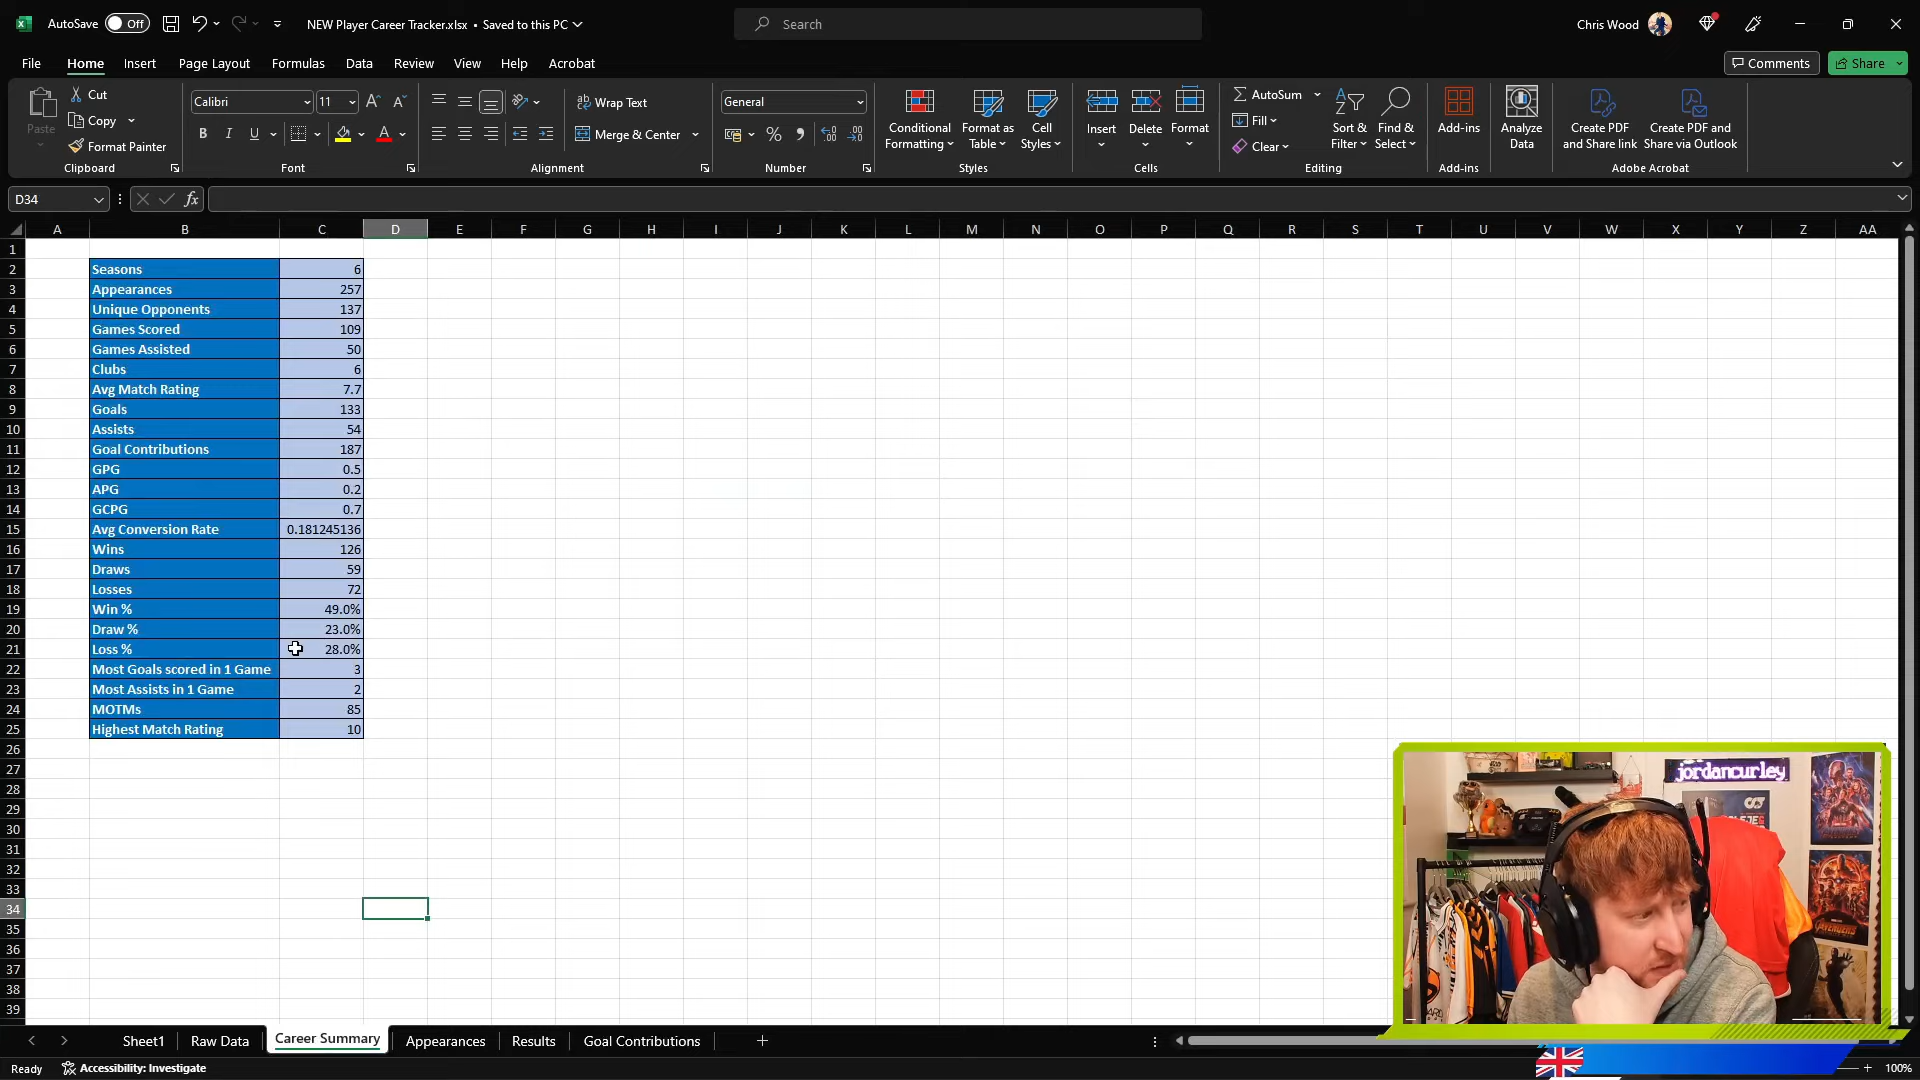 AutoSave Off NEW Player Career Tracker.xlsx • Saved to this PC Search Chris Wood
File Home Insert Page Layout Formulas Data Review View Help Acrobat Comments Share
Paste Cut Copy Format Painter
Calibri 11 B I U A
Wrap Text Merge & Center
General
Conditional Formatting Format as Table Cell Styles
Insert Delete Format
AutoSum Fill Clear Sort & Filter Find & Select
Add-ins Analyze Data Create PDF and Share link Create PDF and Share via Outlook
Clipboard Font Alignment Number Styles Cells Editing Add-ins Adobe Acrobat
D34 fx
A B C D E F G H I J K L M N O P Q R S T U V W X Y Z AA
1
2 Seasons 6
3 Appearances 257
4 Unique Opponents 137
5 Games Scored 109
6 Games Assisted 50
7 Clubs 6
8 Avg Match Rating 7.7
9 Goals 133
10 Assists 54
11 Goal Contributions 187
12 GPG 0.5
13 APG 0.2
14 GCPG 0.7
15 Avg Conversion Rate 0.181245136
16 Wins 126
17 Draws 59
18 Losses 72
19 Win % 49.0%
20 Draw % 23.0%
21 Loss % 28.0%
22 Most Goals scored in 1 Game 3
23 Most Assists in 1 Game 2
24 MOTMs 85
25 Highest Match Rating 10
26
27
28
29
30
31
32
33
34
35
36
37
38
39
jordancurley
Sheet1 Raw Data Career Summary Appearances Results Goal Contributions
Ready Accessibility: Investigate 100%